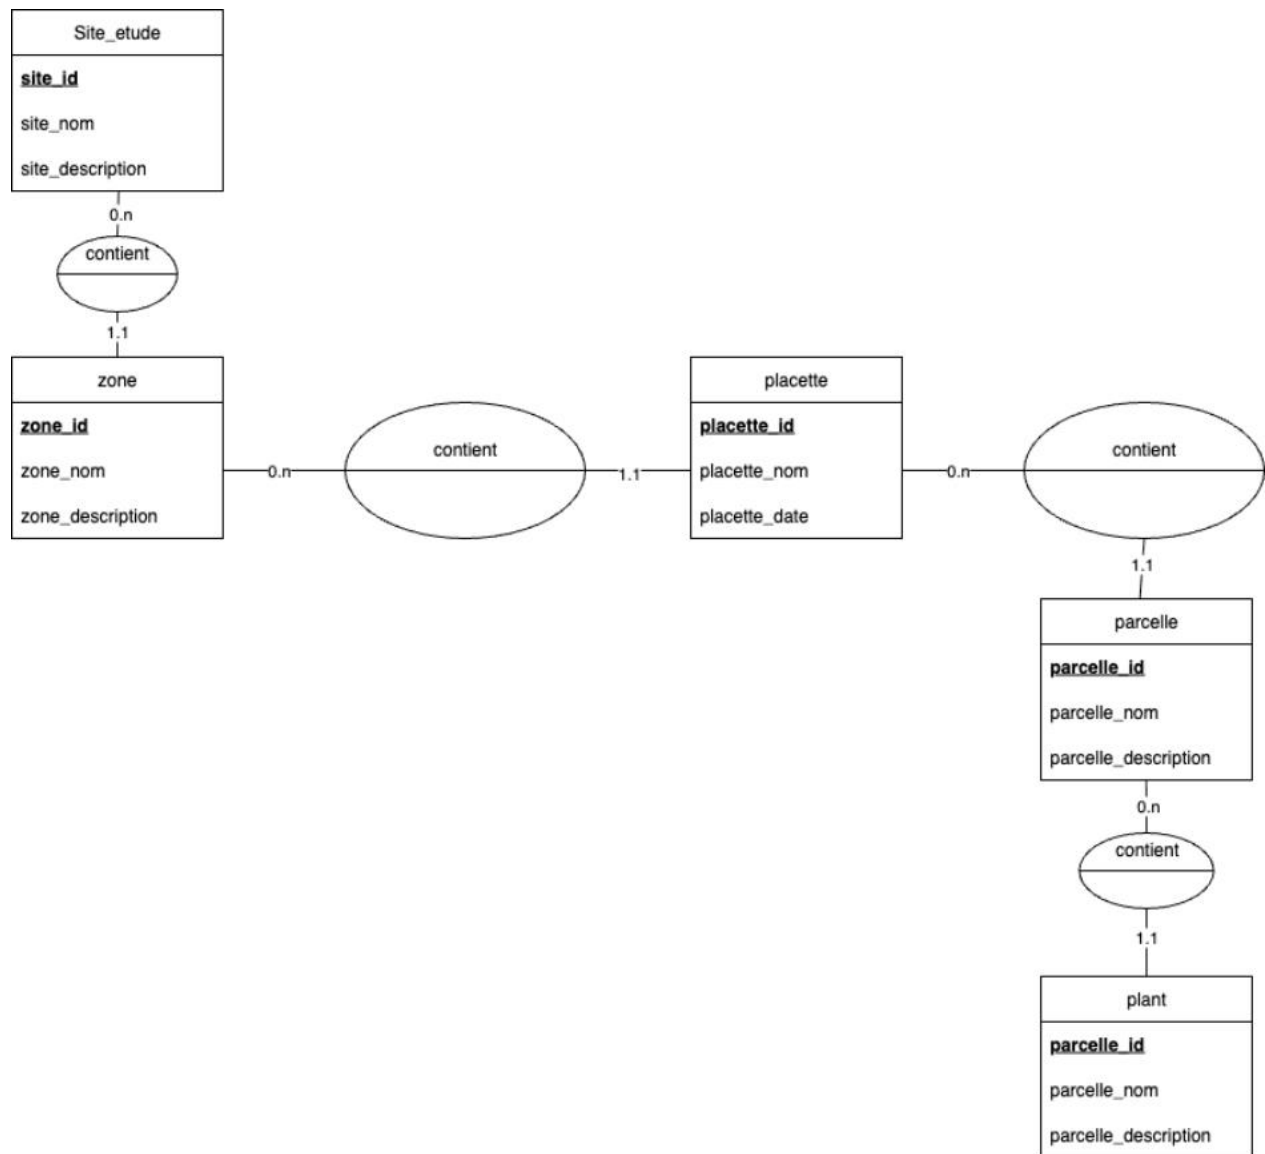 Site_etude
site_id
site_nom
site_description
0.n
contient
1.1
zone
zone_id
zone_nom
zone_description
0.n
contient
1.1
placette
placette_id
placette_nom
placette_date
0.n
contient
1.1
parcelle
parcelle_id
parcelle_nom
parcelle_description
0.n
contient
1.1
plant
parcelle_id
parcelle_nom
parcelle_description